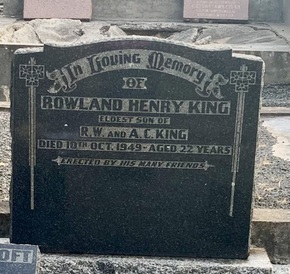 In Loving Memory
OF
ROWLAND HENRY KING
ELDEST SON OF
R.W. AND A.C. KING
DIED 10TH OCT. 1949 - AGED 22 YEARS
ERECTED BY HIS MANY FRIENDS
OFT